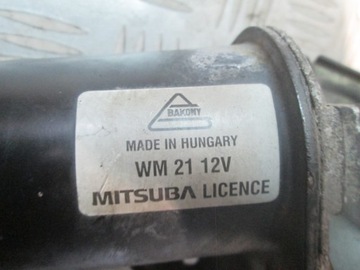 BAKONY
MADE IN HUNGARY
WM 21 12V
MITSUBA LICENCE